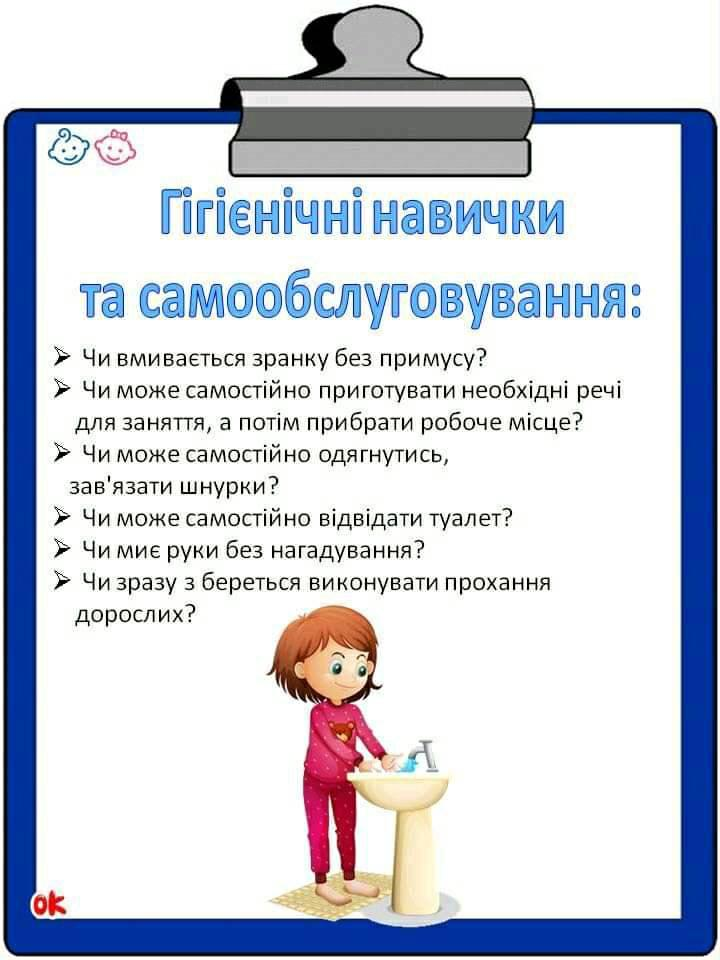 Гігієнічні навички
та самообслуговування:
➢ Чи вмивається зранку без примусу?
➢ Чи може самостійно приготувати необхідні речі
для заняття, а потім прибрати робоче місце?
➢ Чи може самостійно одягнутись,
зав'язати шнурки?
➢ Чи може самостійно відвідати туалет?
➢ Чи миє руки без нагадування?
➢ Чи зразу з береться виконувати прохання
дорослих?
ок